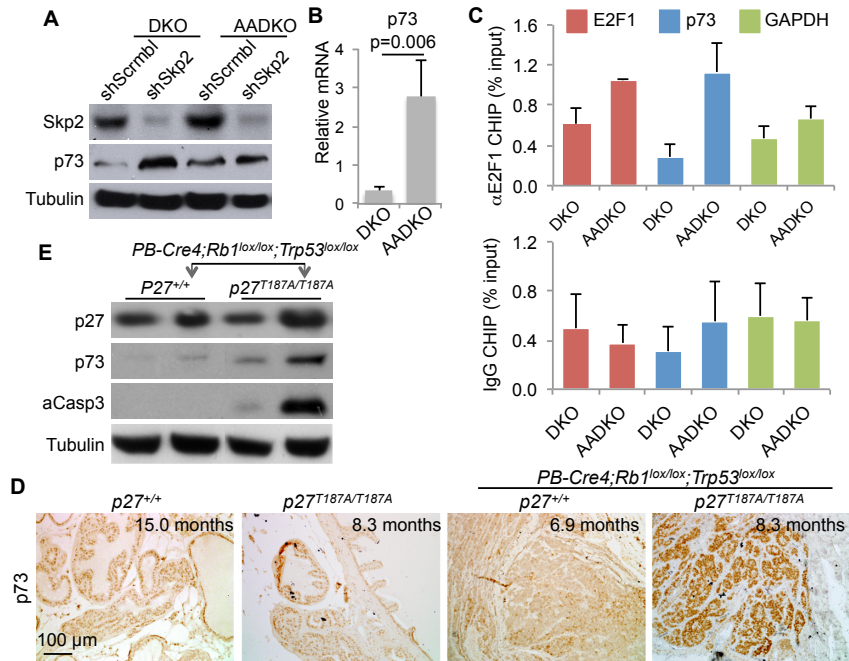 A
DKO
AADKO
shScrmbl
shSkp2
shScrmbl
shSkp2
Skp2
p73
Tubulin
B
p73
p=0.006
Relative mRNA
4
3
2
1
0
DKO
AADKO
C
E2F1
p73
GAPDH
αE2F1 CHIP (% input)
1.6
1.2
0.8
0.4
0.0
DKO
AADKO
DKO
AADKO
DKO
AADKO
IgG CHIP (% input)
1.6
1.2
0.8
0.4
0.0
DKO
AADKO
DKO
AADKO
DKO
AADKO
E
PB-Cre4;Rb1lox/lox;Trp53lox/lox
P27+/+
p27T187A/T187A
p27
p73
aCasp3
Tubulin
D
PB-Cre4;Rb1lox/lox;Trp53lox/lox
p27+/+
p27T187A/T187A
p27+/+
p27T187A/T187A
15.0 months
8.3 months
6.9 months
8.3 months
p73
100 µm